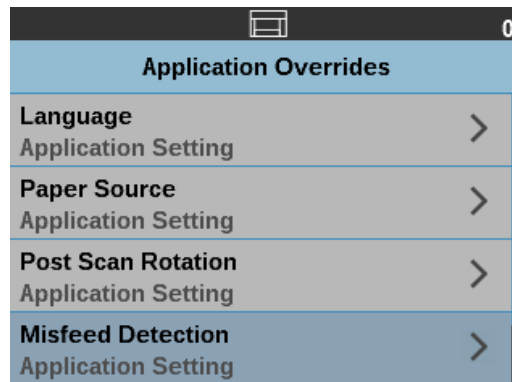 Application Overrides
Language
Application Setting
Paper Source
Application Setting
Post Scan Rotation
Application Setting
Misfeed Detection
Application Setting